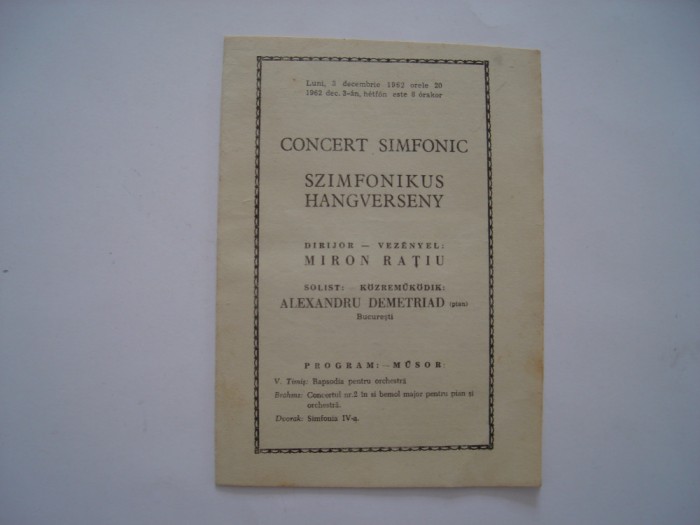 Luni, 3 decembrie 1962 orele 20
1962 dec. 3-án, hétfőn este 8 órakor
CONCERT SIMFONIC
SZIMFONIKUS
HANGVERSENY
DIRIJOR — VEZÉNYEL:
MIRON RAȚIU
SOLIST: — KÖZREMŰKÖDIK:
ALEXANDRU DEMETRIAD (pian)
București
PROGRAM: — MŰSOR:
V. Timiș: Rapsodia pentru orchestră
Brahms: Concertul nr. 2 în si bemol major pentru pian și
orchestră.
Dvorak: Simfonia IV-a.